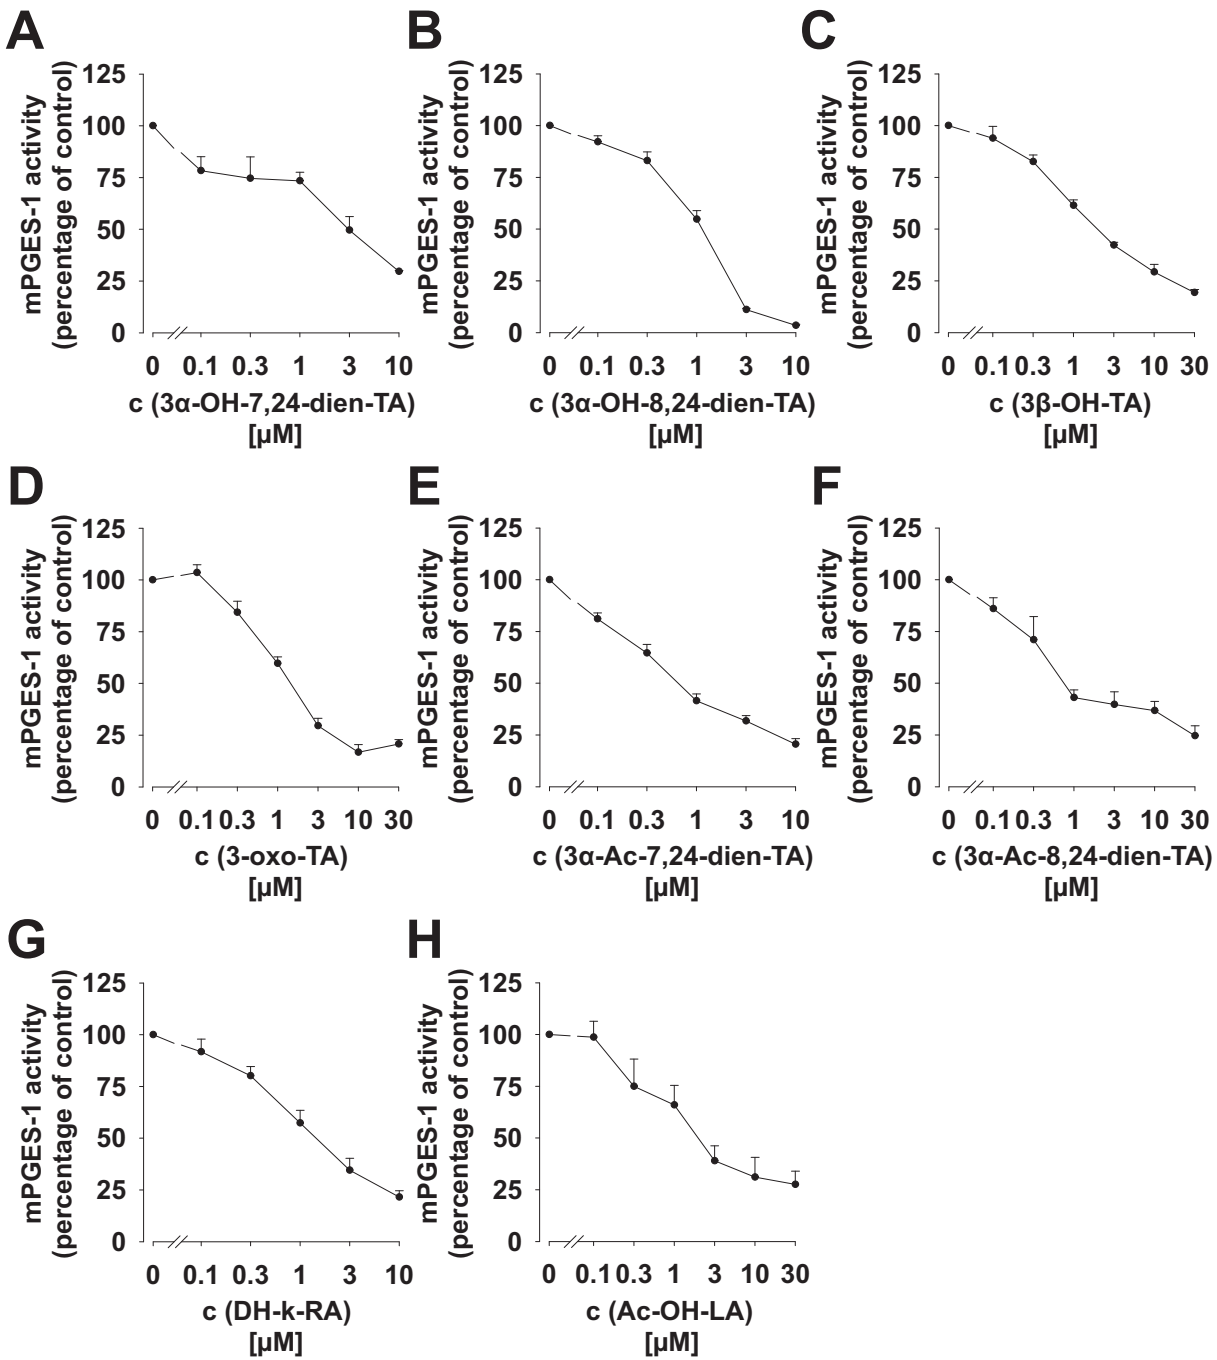 A
mPGES-1 activity
(percentage of control)
125
100
75
50
25
0
0 0.1 0.3 1 3 10
c (3α-OH-7,24-dien-TA)
[µM]
B
mPGES-1 activity
(percentage of control)
125
100
75
50
25
0
0 0.1 0.3 1 3 10
c (3α-OH-8,24-dien-TA)
[µM]
C
mPGES-1 activity
(percentage of control)
125
100
75
50
25
0
0 0.1 0.3 1 3 10 30
c (3β-OH-TA)
[µM]
D
mPGES-1 activity
(percentage of control)
125
100
75
50
25
0
0 0.1 0.3 1 3 10 30
c (3-oxo-TA)
[µM]
E
mPGES-1 activity
(percentage of control)
125
100
75
50
25
0
0 0.1 0.3 1 3 10
c (3α-Ac-7,24-dien-TA)
[µM]
F
mPGES-1 activity
(percentage of control)
125
100
75
50
25
0
0 0.1 0.3 1 3 10 30
c (3α-Ac-8,24-dien-TA)
[µM]
G
mPGES-1 activity
(percentage of control)
125
100
75
50
25
0
0 0.1 0.3 1 3 10
c (DH-k-RA)
[µM]
H
mPGES-1 activity
(percentage of control)
125
100
75
50
25
0
0 0.1 0.3 1 3 10 30
c (Ac-OH-LA)
[µM]